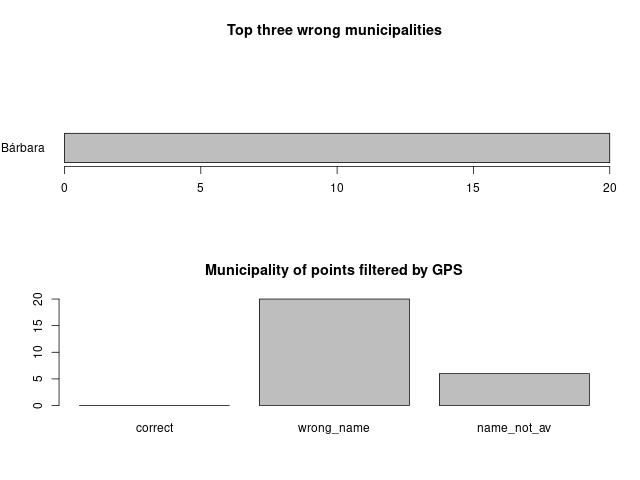 Top three wrong municipalities
Bárbara
0 5 10 15 20
Municipality of points filtered by GPS
20
15
10
5
0
correct wrong_name name_not_av